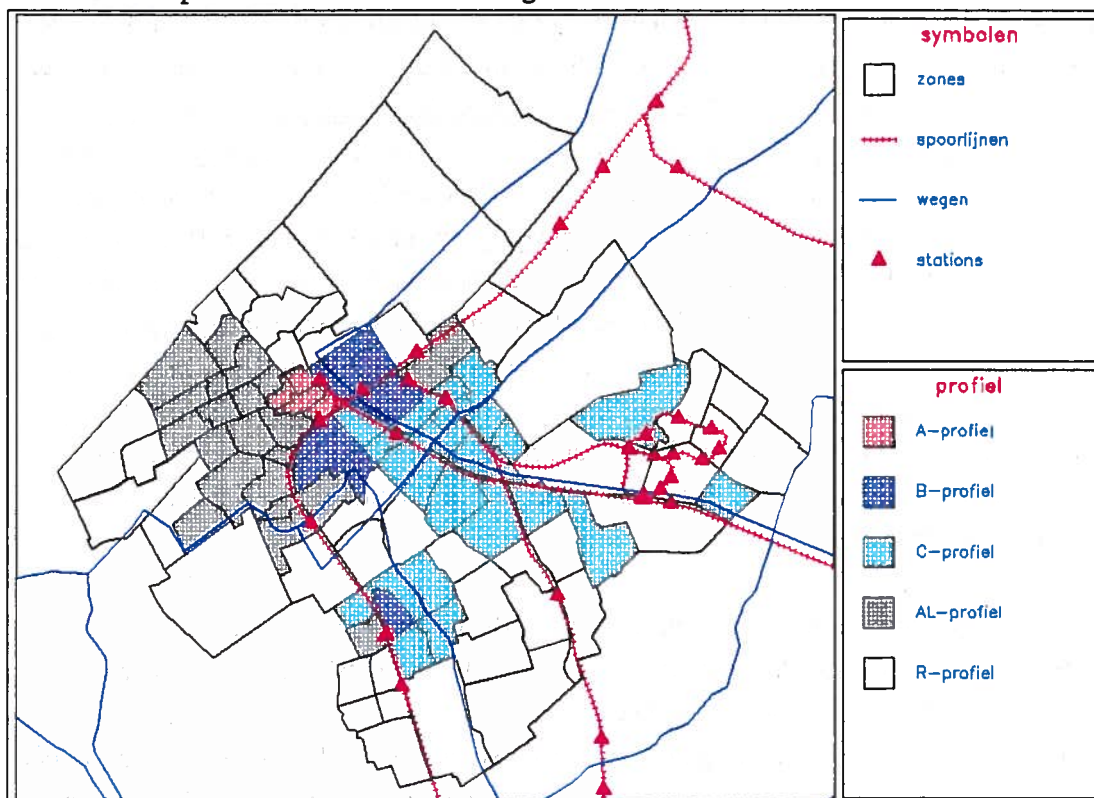 symbolen
zones
spoorlijnen
wegen
stations
profiel
A-profiel
B-profiel
C-profiel
AL-profiel
R-profiel